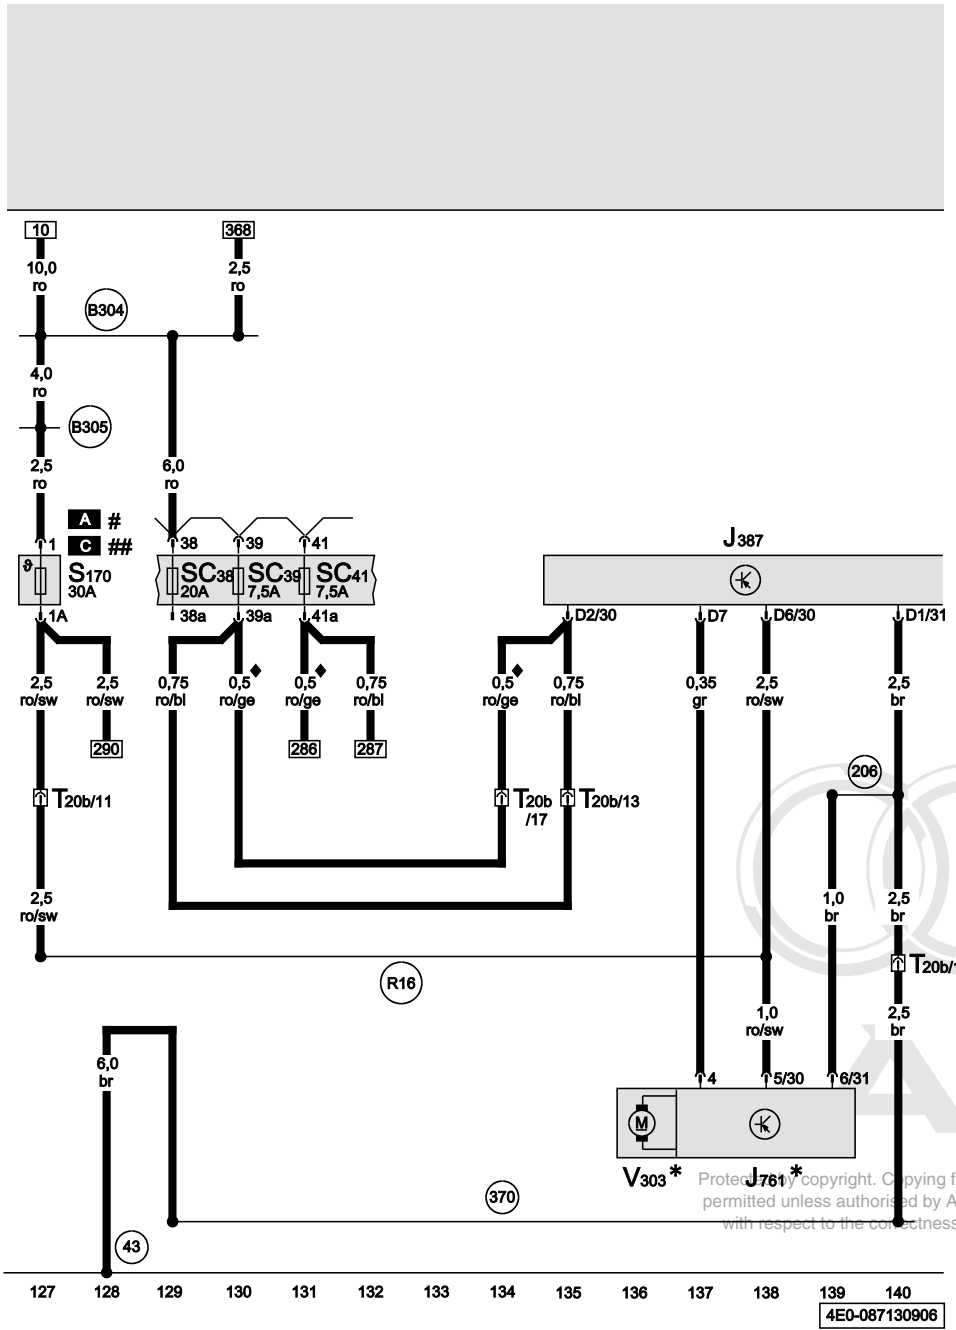 10 368
10,0 2,5
ro ro
B304
4,0
ro
B305
2,5 6,0
ro ro
A #
C ##
1 38 39 41 J387
ϑ S170 SC38 SC39 SC41
30A 20A 7,5A 7,5A
1A 38a 39a 41a D2/30 D7 D6/30 D1/31
2,5 2,5 0,75 0,5 0,5 0,75 0,5 0,75 0,35 2,5 2,5
ro/sw ro/sw ro/bl ro/ge ro/ge ro/bl ro/ge ro/bl gr ro/sw br
290 286 287
206
T20b/11 T20b T20b/13
/17
2,5 1,0 2,5
ro/sw br br
T20b/1
R16
1,0 2,5
ro/sw br
6,0
br
4 5/30 6/31
M
V303 * J761 *
Protected by copyright. Copying f
permitted unless authorised by A
with respect to the correctness
370
43
127 128 129 130 131 132 133 134 135 136 137 138 139 140
4E0-087130906